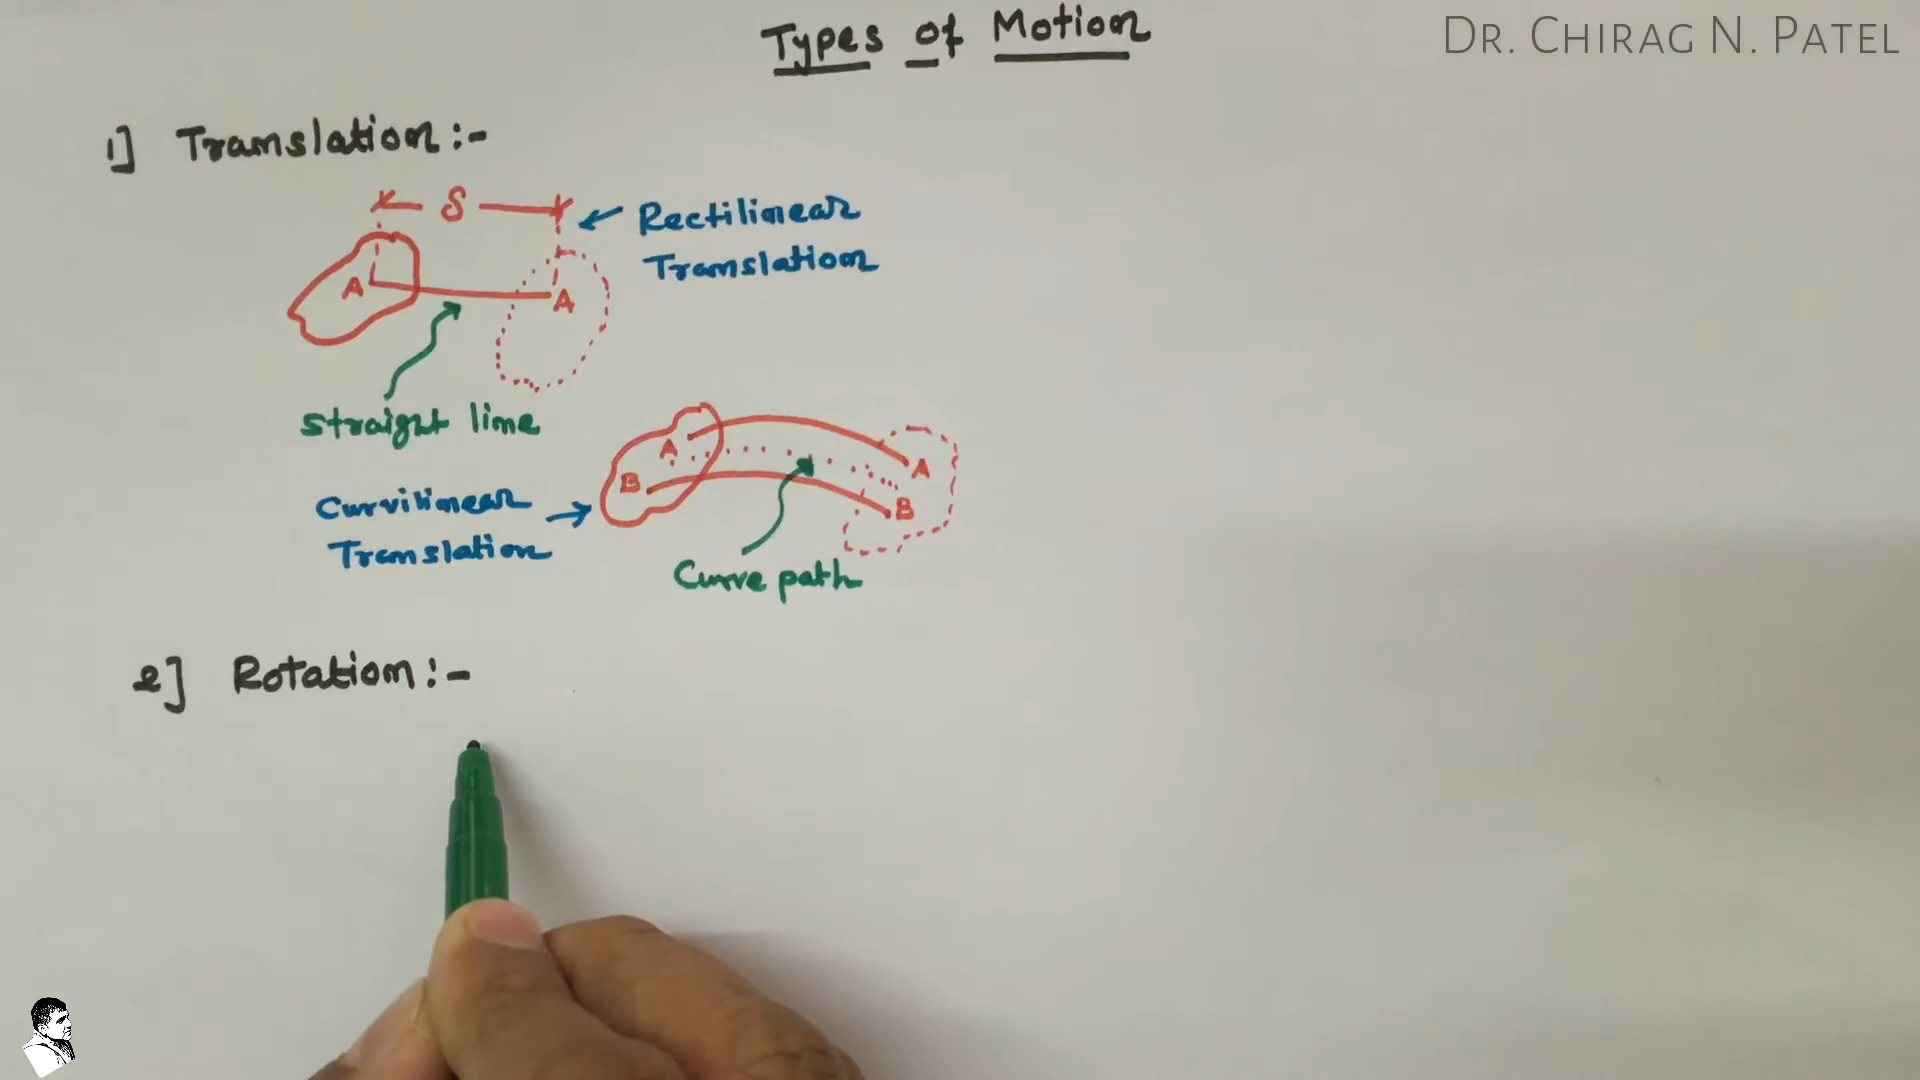 Types of Motion
DR. CHIRAG N. PATEL
1] Translation:-
S
Rectilinear
Translation
A
A
Straight line
A
A
B
B
Curvilinear
Translation
Curve path
2] Rotation:-